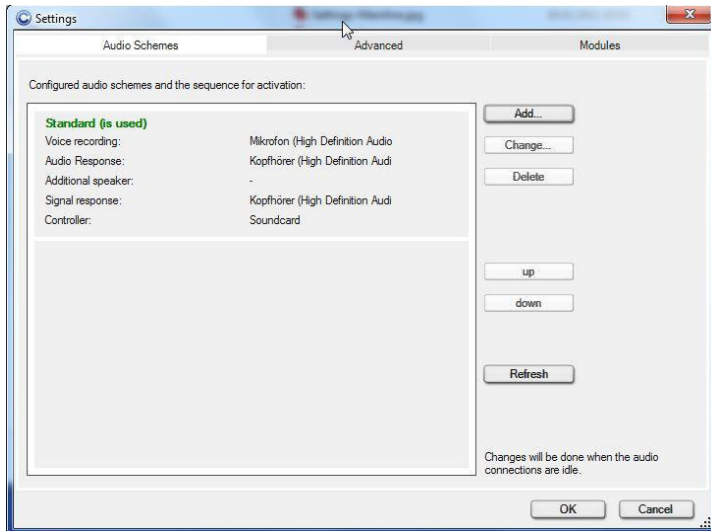 Settings
Audio Schemes Advanced Modules
Configured audio schemes and the sequence for activation:
Standard (is used)
Voice recording: Mikrofon (High Definition Audio
Audio Response: Kopfhörer (High Definition Audi
Additional speaker: -
Signal response: Kopfhörer (High Definition Audi
Controller: Soundcard
Add...
Change...
Delete
up
down
Refresh
Changes will be done when the audio
connections are idle.
OK Cancel